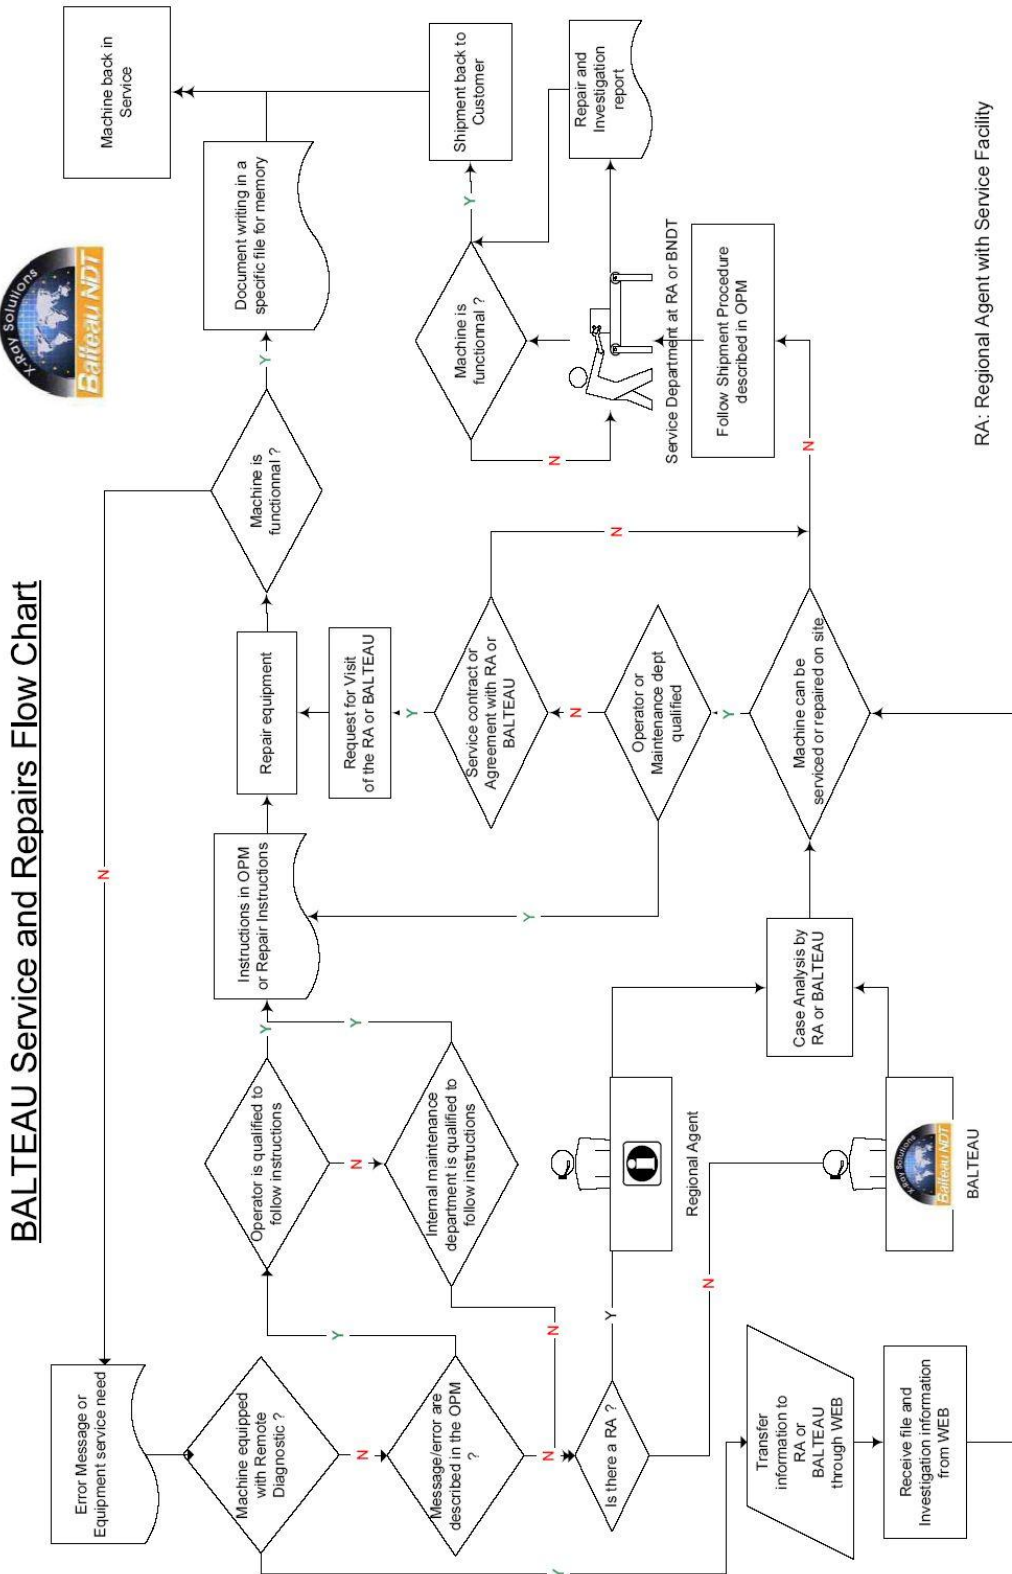 BALTEAU Service and Repairs Flow Chart
X-Ray Solutions
Balteau NDT
Error Message or
Equipment service need
Machine equipped
with Remote
Diagnostic ?
N
Y
Message/error are
described in the OPM
?
Y
N
Operator is qualified to
follow instructions
Y
N
Internal maintenance
department is qualified to
follow instructions
Y
N
Instructions in OPM
or Repair Instructions
Repair equipment
Machine is
functionnal ?
N
Y
Document writing in a
specific file for memory
Machine back in
Service
Is there a RA ?
Y
N
Regional Agent
X-Ray Solutions
Balteau NDT
BALTEAU
Transfer
information to
RA or
BALTEAU
through WEB
Receive file and
Investigation information
from WEB
Case Analysis by
RA or BALTEAU
Machine can be
serviced or repaired on site
Y
N
Operator or
Maintenance dept
qualified
Y
N
Service contract or
Agreement with RA or
BALTEAU
Y
N
Request for Visit
of the RA or BALTEAU
Follow Shipment Procedure
described in OPM
Service Department at RA or BNDT
Machine is
functionnal ?
N
Y
Repair and
Investigation
report
Shipment back to
Customer
RA: Regional Agent with Service Facility